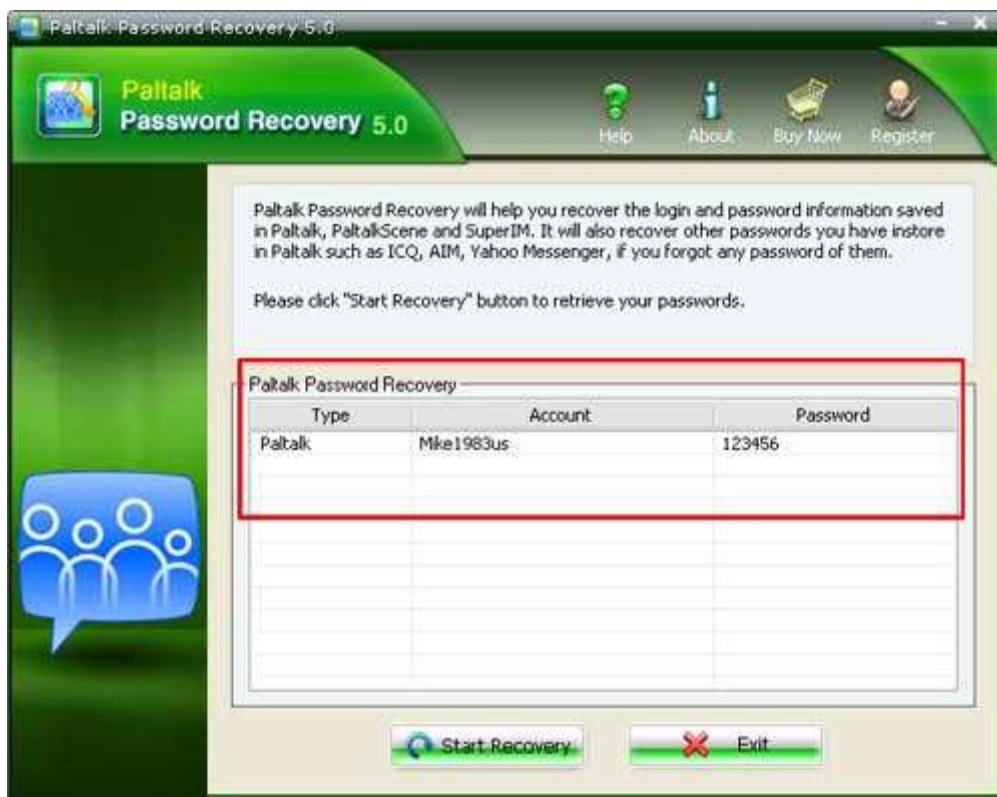 Paltalk Password Recovery 5.0
Paltalk
Password Recovery 5.0
Help
About
Buy Now
Register
Paltalk Password Recovery will help you recover the login and password information saved
in Paltalk, PaltalkScene and SuperIM. It will also recover other passwords you have instore
in Paltalk such as ICQ, AIM, Yahoo Messenger, if you forgot any password of them.
Please click "Start Recovery" button to retrieve your passwords.
Paltalk Password Recovery
Type Account Password
Paltalk Mike1983us 123456
Start Recovery
Exit